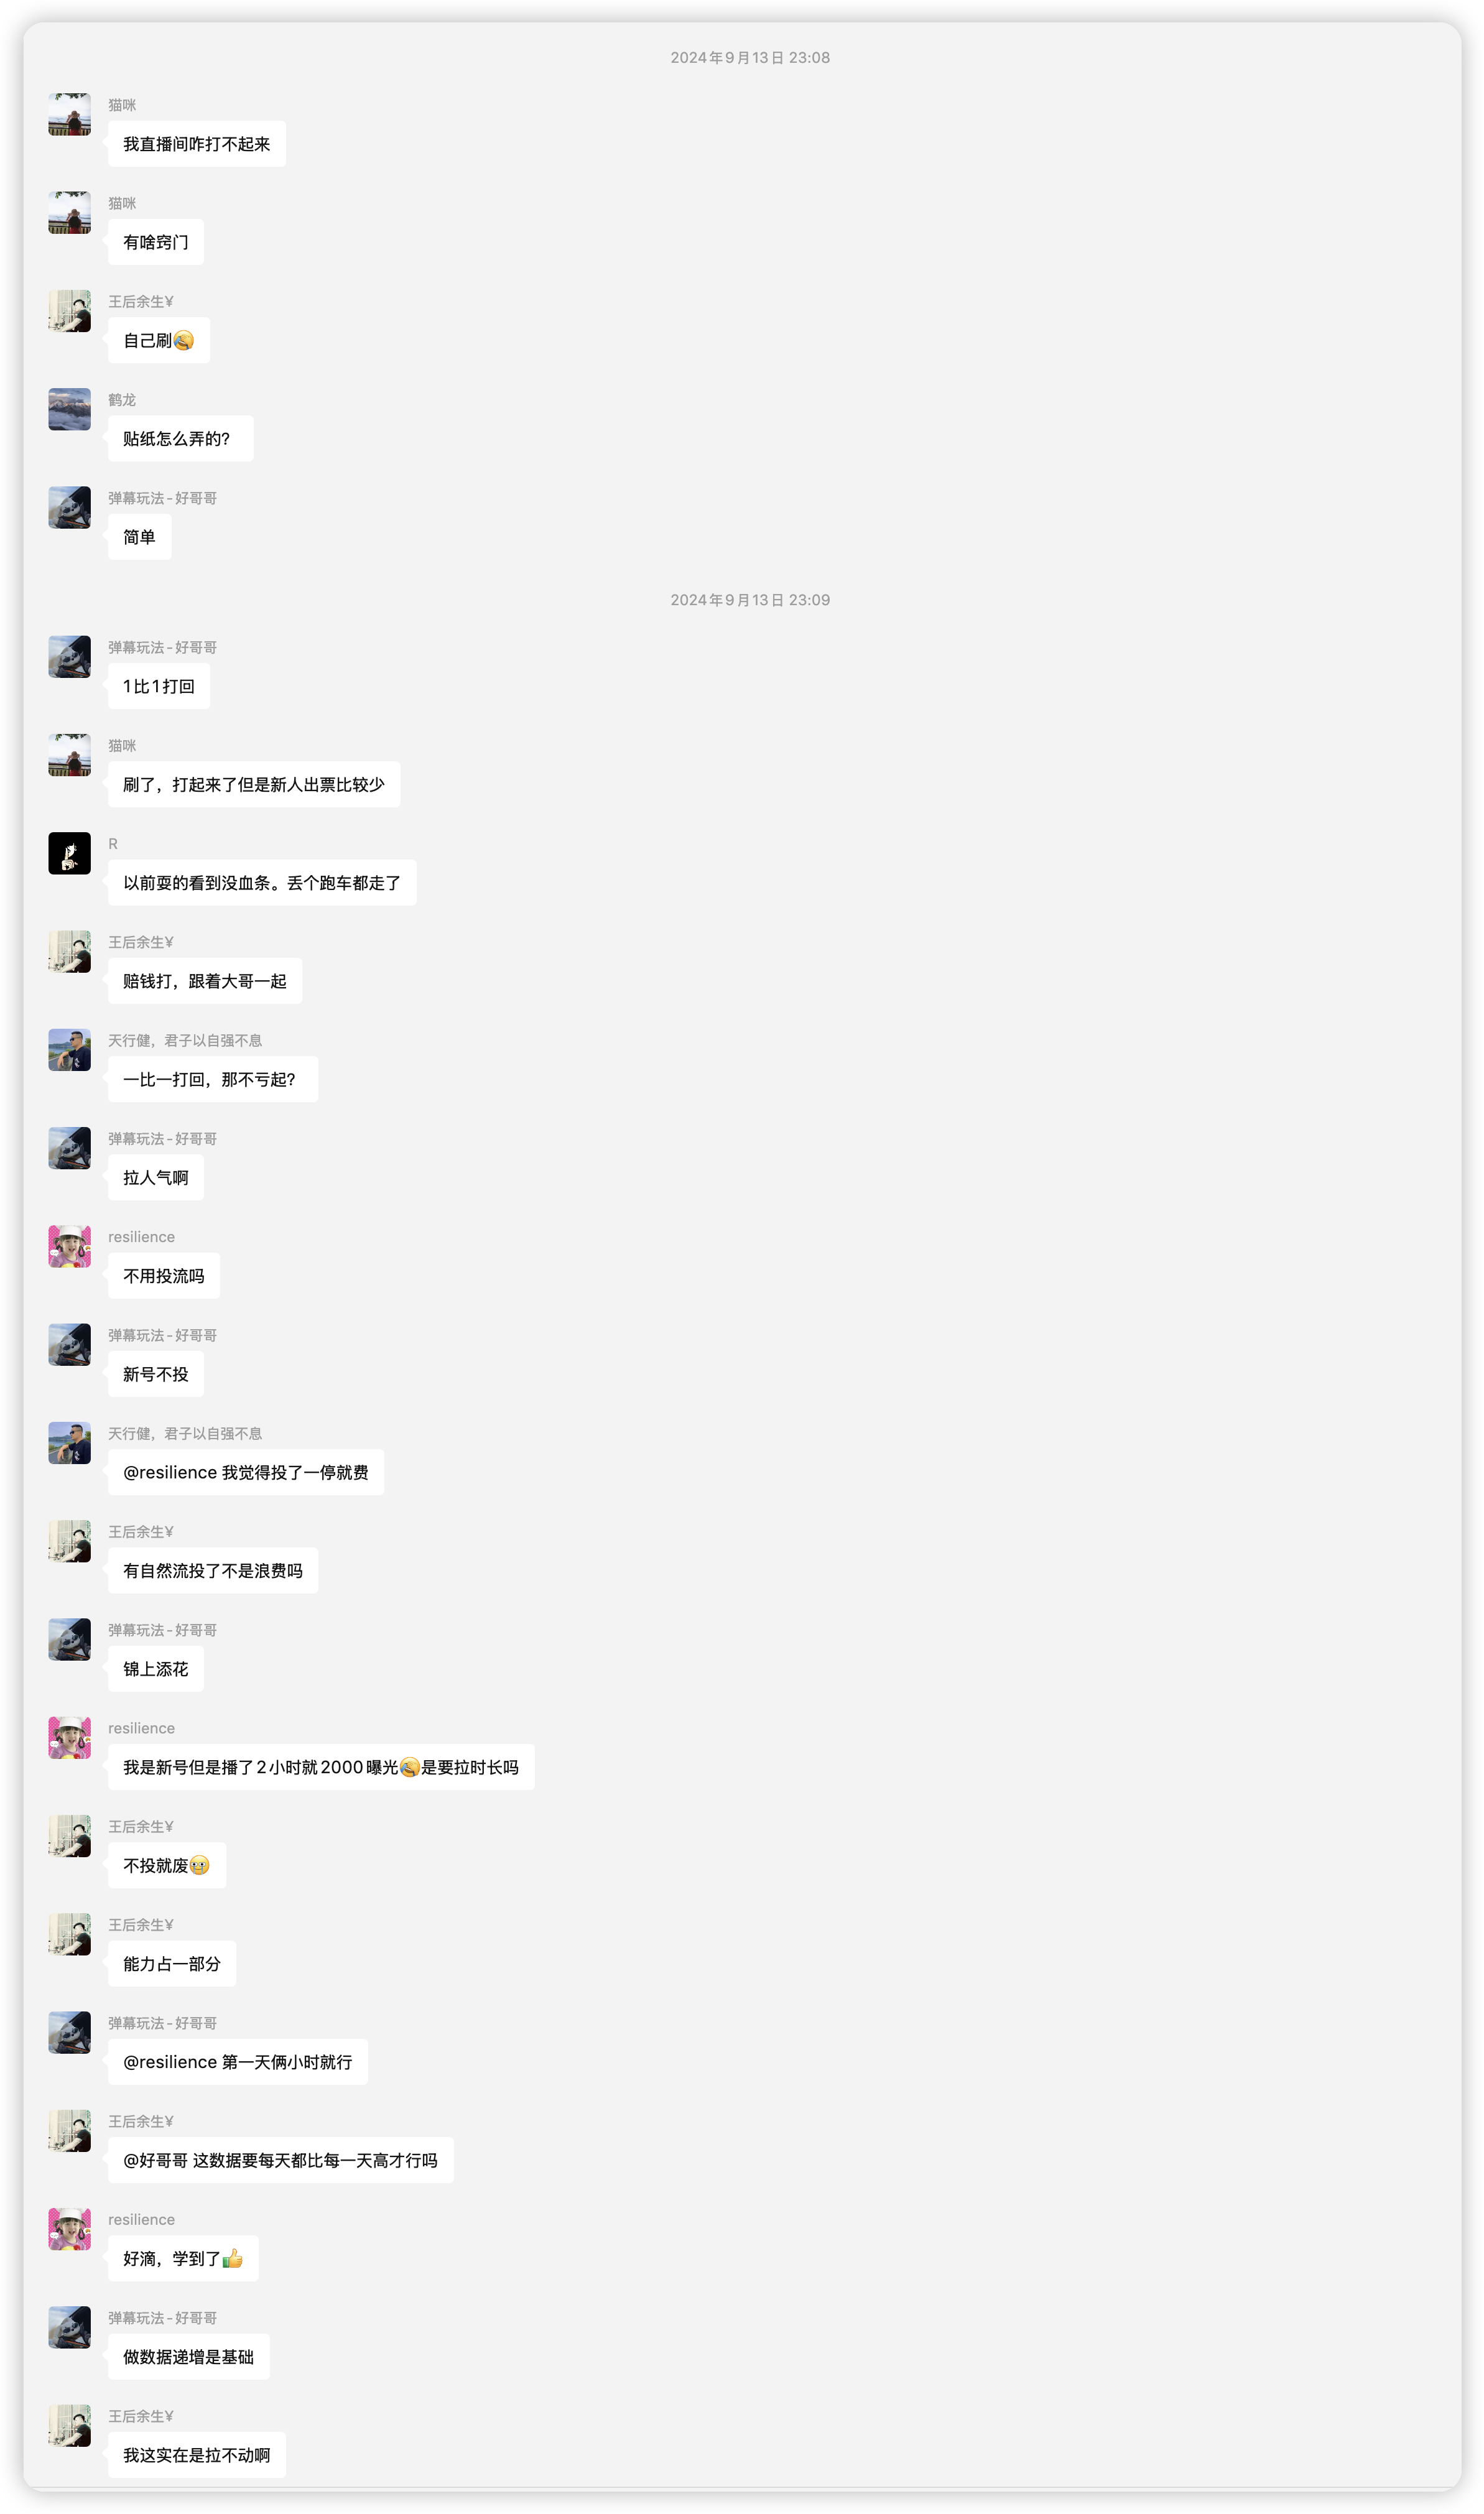 2024年9月13日 23:08
猫咪
我直播间咋打不起来
猫咪
有啥窍门
王后余生¥
自己刷
鹤龙
贴纸怎么弄的?
弹幕玩法-好哥哥
简单
2024年9月13日 23:09
弹幕玩法-好哥哥
1比1打回
猫咪
刷了，打起来了但是新人出票比较少
R
以前耍的看到没血条。丢个跑车都走了
王后余生¥
赔钱打，跟着大哥一起
天行健，君子以自强不息
一比一打回，那不亏起?
弹幕玩法-好哥哥
拉人气啊
resilience
不用投流吗
弹幕玩法-好哥哥
新号不投
天行健，君子以自强不息
@resilience 我觉得投了一停就费
王后余生¥
有自然流投了不是浪费吗
弹幕玩法-好哥哥
锦上添花
resilience
我是新号但是播了2小时就2000曝光是要拉时长吗
王后余生¥
不投就废
王后余生¥
能力占一部分
弹幕玩法-好哥哥
@resilience 第一天俩小时就行
王后余生¥
@好哥哥 这数据要每天都比每一天高才行吗
resilience
好滴，学到了
弹幕玩法-好哥哥
做数据递增是基础
王后余生¥
我这实在是拉不动啊